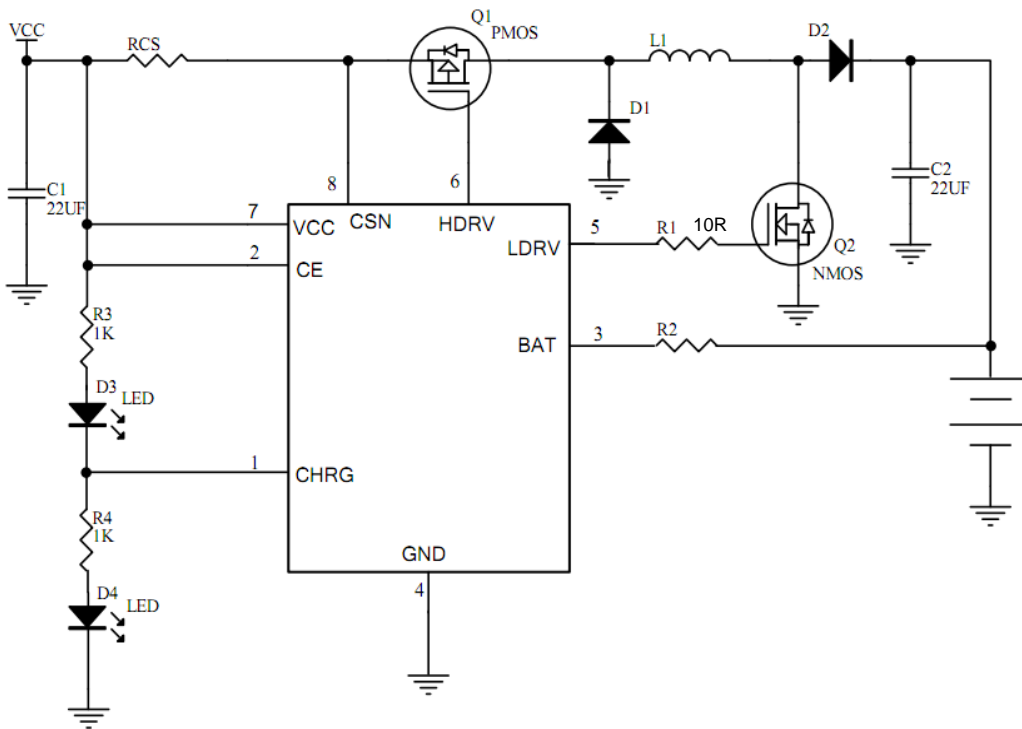 VCC
RCS
Q1
PMOS
L1
D2
D1
C1
22UF
C2
22UF
8
6
7
VCC
CSN
HDRV
5
R1
10R
LDRV
Q2
NMOS
2
CE
R3
1K
BAT
3
R2
D3
LED
1
CHRG
R4
1K
GND
4
D4
LED